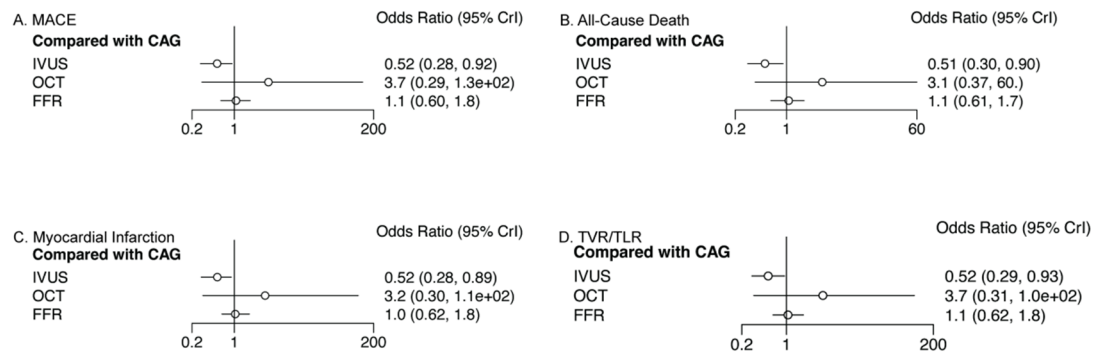 A. MACE Odds Ratio (95% CrI)
Compared with CAG
IVUS 0.52 (0.28, 0.92)
OCT 3.7 (0.29, 1.3e+02)
FFR 1.1 (0.60, 1.8)
0.2 1 200
B. All-Cause Death Odds Ratio (95% CrI)
Compared with CAG
IVUS 0.51 (0.30, 0.90)
OCT 3.1 (0.37, 60.)
FFR 1.1 (0.61, 1.7)
0.2 1 60
C. Myocardial Infarction Odds Ratio (95% CrI)
Compared with CAG
IVUS 0.52 (0.28, 0.89)
OCT 3.2 (0.30, 1.1e+02)
FFR 1.0 (0.62, 1.8)
0.2 1 200
D. TVR/TLR Odds Ratio (95% CrI)
Compared with CAG
IVUS 0.52 (0.29, 0.93)
OCT 3.7 (0.31, 1.0e+02)
FFR 1.1 (0.62, 1.8)
0.2 1 200